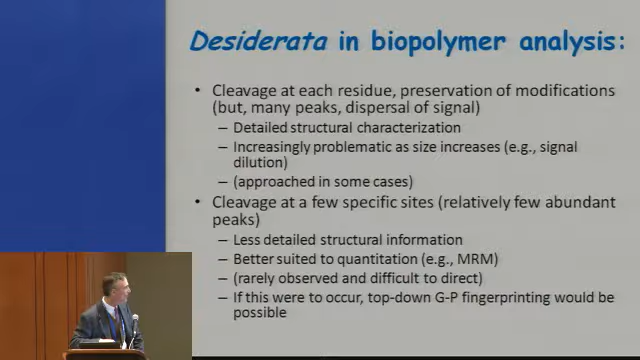 Desiderata in biopolymer analysis:
• Cleavage at each residue, preservation of modifications
(but, many peaks, dispersal of signal)
– Detailed structural characterization
– Increasingly problematic as size increases (e.g., signal
dilution)
– (approached in some cases)
• Cleavage at a few specific sites (relatively few abundant
peaks)
– Less detailed structural information
– Better suited to quantitation (e.g., MRM)
– (rarely observed and difficult to direct)
– If this were to occur, top-down G-P fingerprinting would be
possible